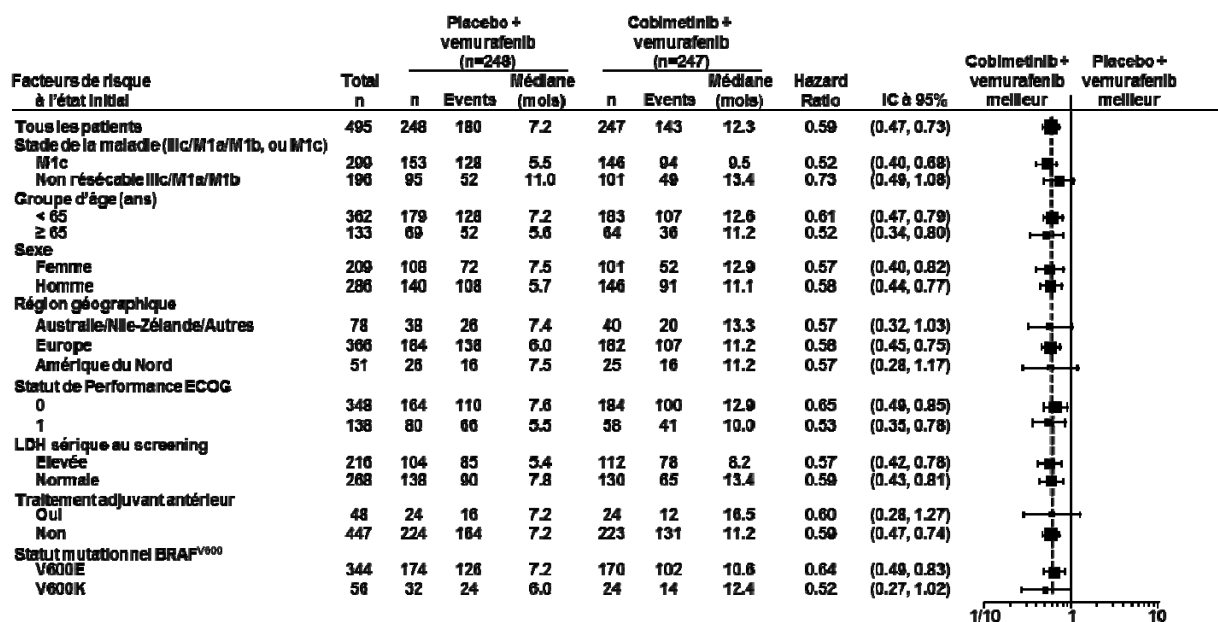 Placebo + vemurafenib (n=248) Cobimetinib + vemurafenib (n=247) Cobimetinib + vemurafenib meilleur Placebo + vemurafenib meilleur
Facteurs de risque à l'état initial Total n n Events Médiane (mois) n Events Médiane (mois) Hazard Ratio IC à 95%
Tous les patients 495 248 180 7.2 247 143 12.3 0.59 (0.47, 0.73)
Stade de la maladie (IIIc/M1a/M1b, ou M1c)
M1c 299 153 128 5.5 146 94 9.5 0.52 (0.40, 0.68)
Non résécable IIIc/M1a/M1b 196 95 52 11.0 101 49 13.4 0.73 (0.49, 1.08)
Groupe d'âge (ans)
< 65 362 179 128 7.2 183 107 12.6 0.61 (0.47, 0.79)
≥ 65 133 69 52 5.6 64 36 11.2 0.52 (0.34, 0.80)
Sexe
Femme 209 108 72 7.5 101 52 12.9 0.57 (0.40, 0.82)
Homme 286 140 108 5.7 146 91 11.1 0.58 (0.44, 0.77)
Région géographique
Australie/Nlle-Zélande/Autres 78 38 26 7.4 40 20 13.3 0.57 (0.32, 1.03)
Europe 366 184 138 6.0 182 107 11.2 0.58 (0.45, 0.75)
Amérique du Nord 51 26 16 7.5 25 16 11.2 0.57 (0.28, 1.17)
Statut de Performance ECOG
0 348 164 110 7.6 184 100 12.9 0.65 (0.49, 0.85)
1 138 80 66 5.5 58 41 10.0 0.53 (0.35, 0.78)
LDH sérique au screening
Elevée 216 104 85 5.4 112 78 8.2 0.57 (0.42, 0.78)
Normale 268 138 90 7.8 130 65 13.4 0.59 (0.43, 0.81)
Traitement adjuvant antérieur
Oui 48 24 16 7.2 24 12 16.5 0.60 (0.28, 1.27)
Non 447 224 164 7.2 223 131 11.2 0.59 (0.47, 0.74)
Statut mutationnel BRAFV600
V600E 344 174 126 7.2 170 102 10.6 0.64 (0.49, 0.83)
V600K 56 32 24 6.0 24 14 12.4 0.52 (0.27, 1.02)
1/10 1 10